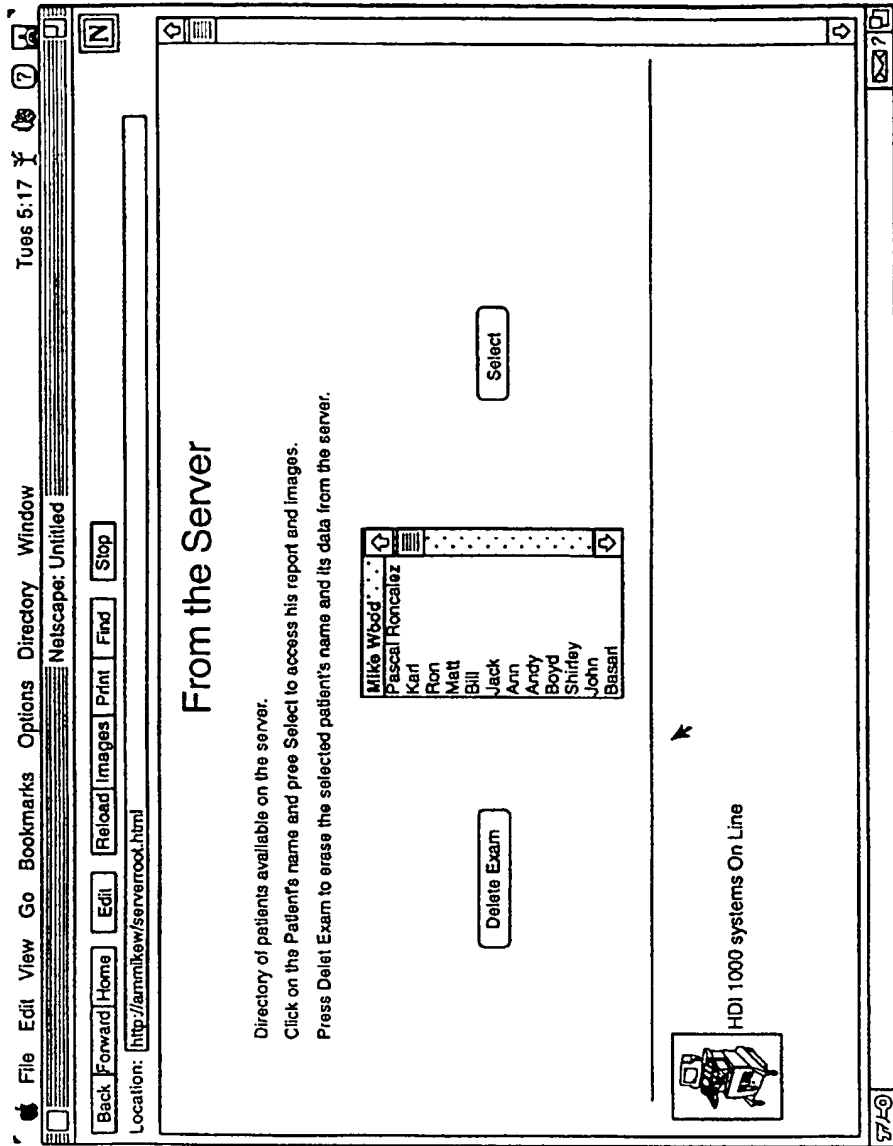 File Edit View Go Bookmarks Options Directory Window Tues 5:17 ?
Netscape: Untitled
Back Forward Home Edit Reload Images Print Find Stop N
Location: http://ammikew/serverroot.html
From the Server
Directory of patients available on the server.
Click on the Patient's name and pree Select to access his report and images.
Press Delet Exam to erase the selected patient's name and its data from the server.
Mike Wood
Pascal Roncalez
Karl
Ron
Matt
Bill
Jack
Ann
Andy
Boyd
Shirley
John
Basari
Delete Exam
Select
HDI 1000 systems On Line
?